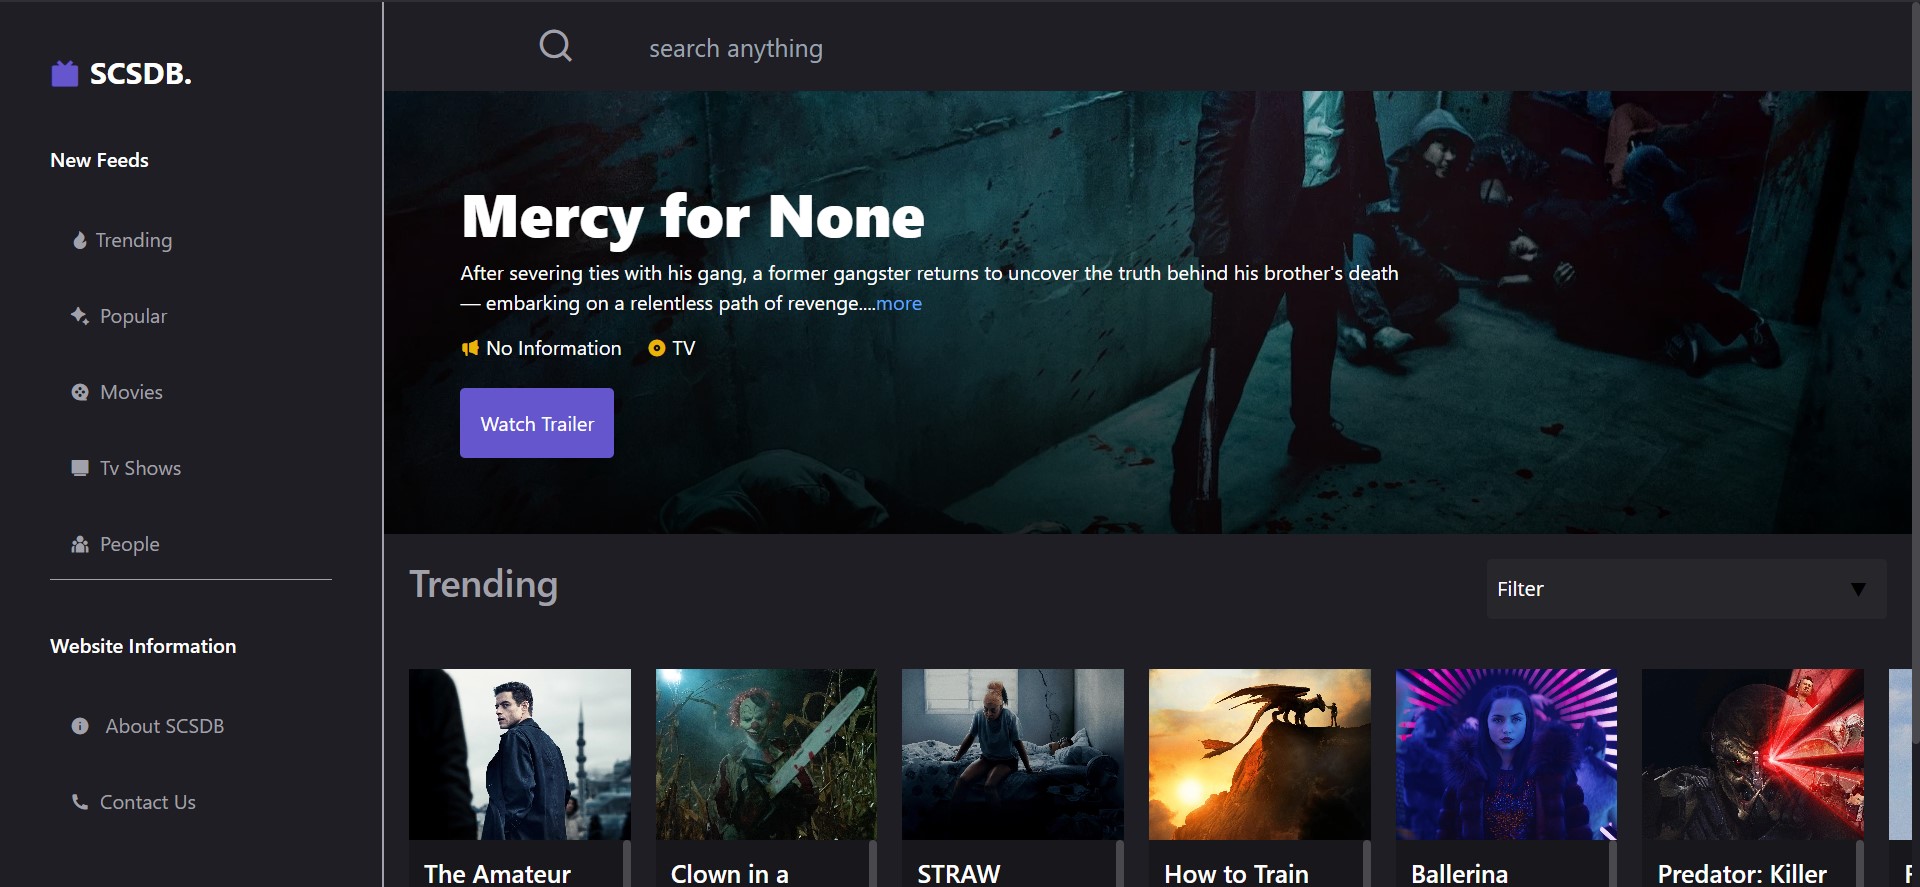 SCSDB.
New Feeds
Trending
Popular
Movies
Tv Shows
People
Website Information
About SCSDB
Contact Us
search anything
Mercy for None
After severing ties with his gang, a former gangster returns to uncover the truth behind his brother's death
— embarking on a relentless path of revenge....more
No Information TV
Watch Trailer
Trending
Filter
The Amateur
Clown in a
STRAW
How to Train
Ballerina
Predator: Killer